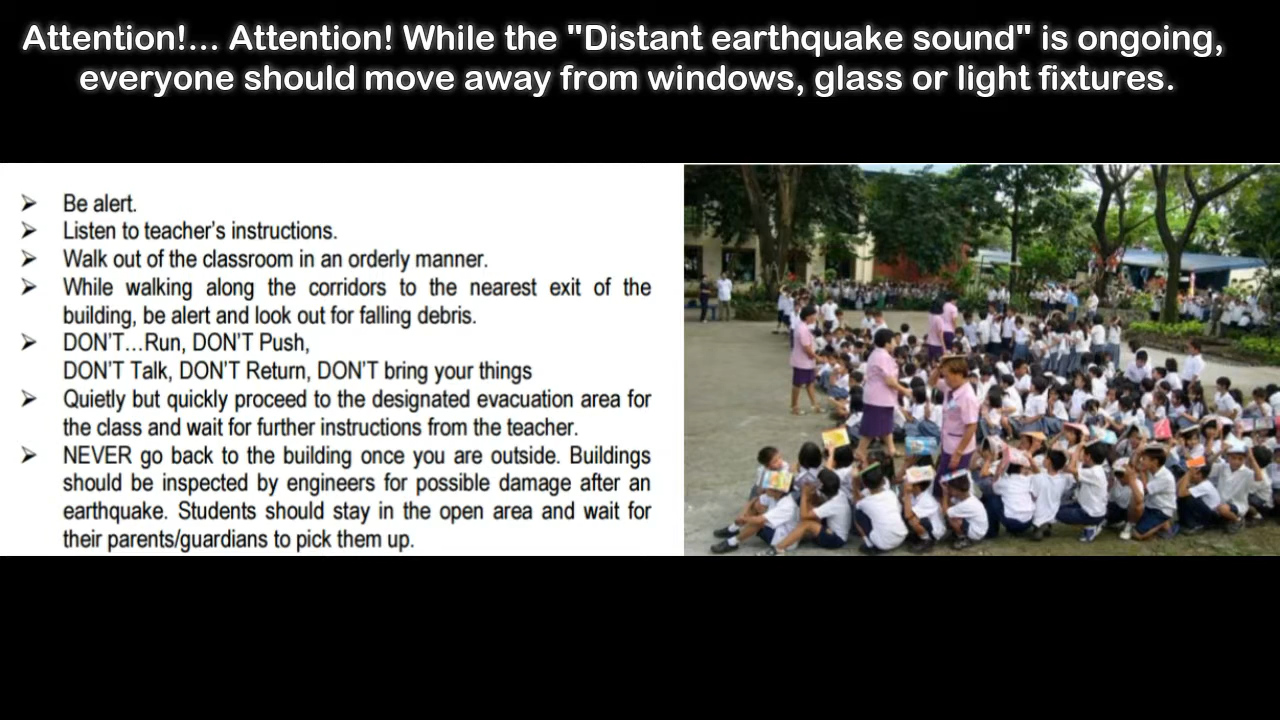 Attention!... Attention! While the "Distant earthquake sound" is ongoing,
everyone should move away from windows, glass or light fixtures.
➢ Be alert.
➢ Listen to teacher's instructions.
➢ Walk out of the classroom in an orderly manner.
➢ While walking along the corridors to the nearest exit of the
building, be alert and look out for falling debris.
➢ DON'T…Run, DON'T Push,
DON'T Talk, DON'T Return, DON'T bring your things
➢ Quietly but quickly proceed to the designated evacuation area for
the class and wait for further instructions from the teacher.
➢ NEVER go back to the building once you are outside. Buildings
should be inspected by engineers for possible damage after an
earthquake. Students should stay in the open area and wait for
their parents/guardians to pick them up.